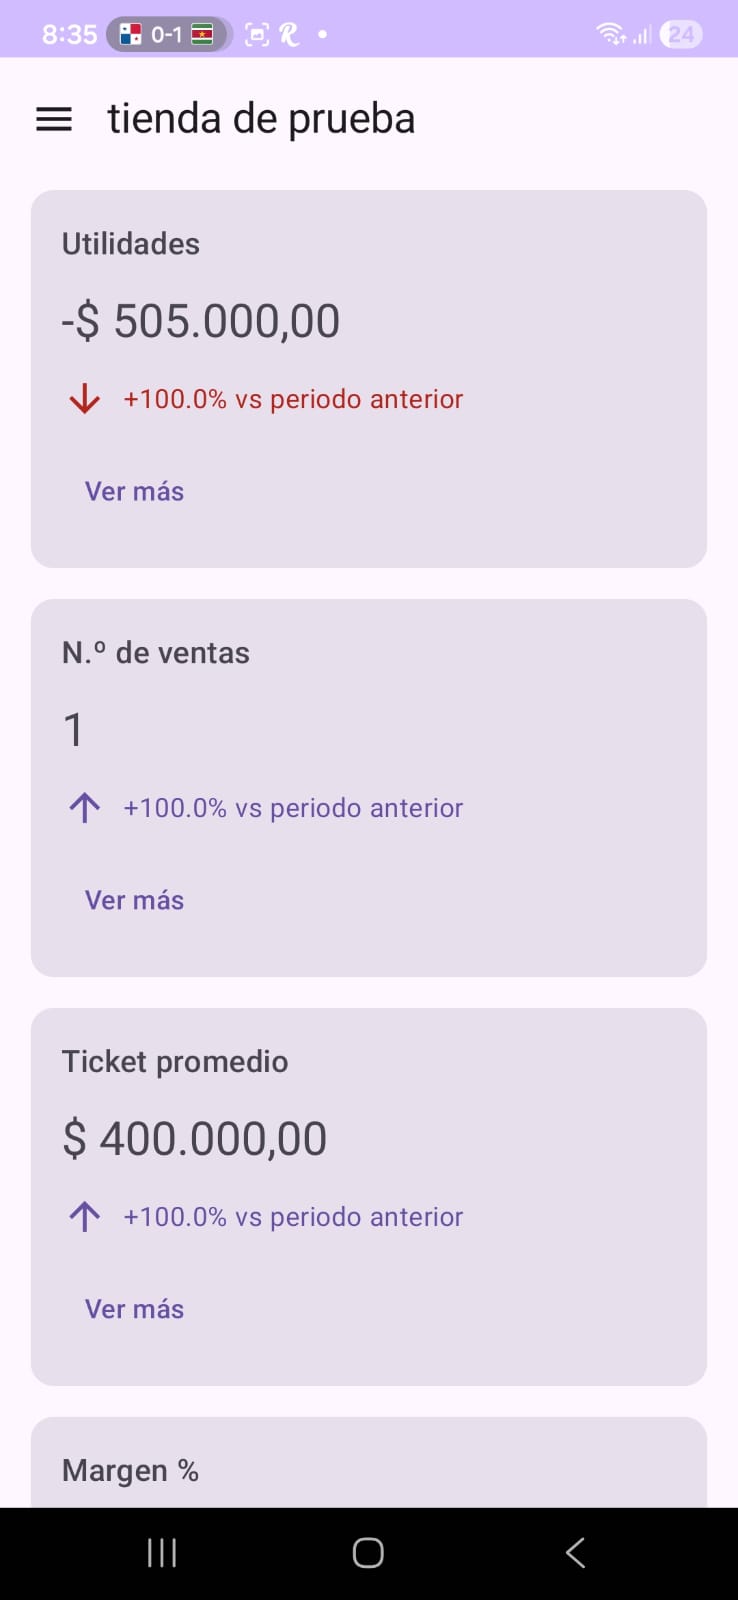 8:35 0-1 24
tienda de prueba
Utilidades
-$ 505.000,00
+100.0% vs periodo anterior
Ver más
N.º de ventas
1
+100.0% vs periodo anterior
Ver más
Ticket promedio
$ 400.000,00
+100.0% vs periodo anterior
Ver más
Margen %